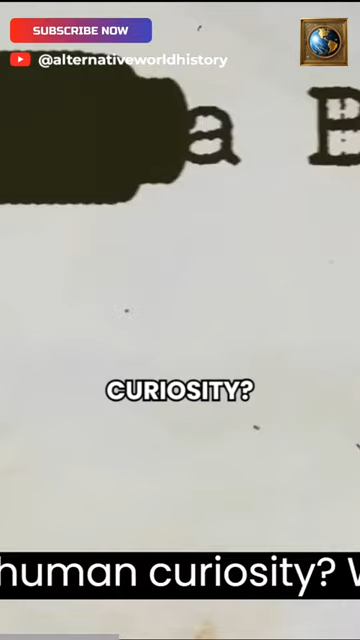 SUBSCRIBE NOW
@alternativeworldhistory
a B
CURIOSITY?
human curiosity? W